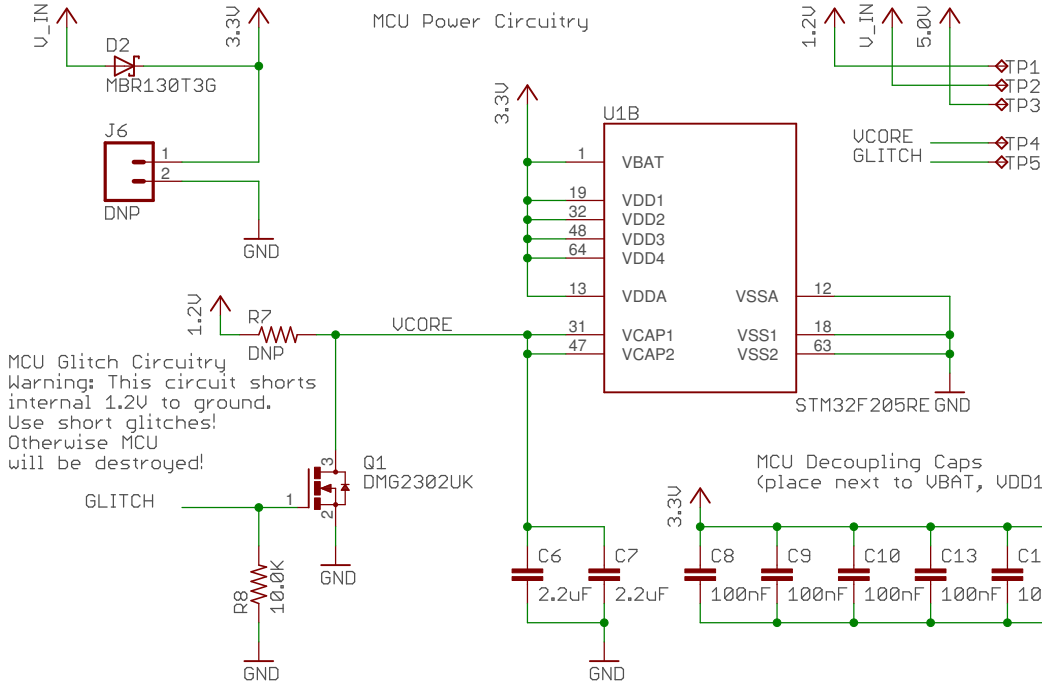 MCU Power Circuitry
V_IN
3.3V
D2
MBR130T3G
J6
1
2
DNP
GND
1.2V
V_IN
5.0V
TP1
TP2
TP3
VCORE
TP4
GLITCH
TP5
3.3V
U1B
1 VBAT
19 VDD1
32 VDD2
48 VDD3
64 VDD4
13 VDDA
VSSA 12
31 VCAP1
VSS1 18
47 VCAP2
VSS2 63
STM32F205RE
GND
1.2V
R7
DNP
VCORE
MCU Glitch Circuitry
Warning: This circuit shorts
internal 1.2V to ground.
Use short glitches!
Otherwise MCU
will be destroyed!
GLITCH
1
3
2
Q1
DMG2302UK
GND
R8
10.0K
GND
C6
2.2uF
C7
2.2uF
GND
MCU Decoupling Caps
(place next to VBAT, VDD1
3.3V
C8
100nF
C9
100nF
C10
100nF
C13
100nF
C1
10